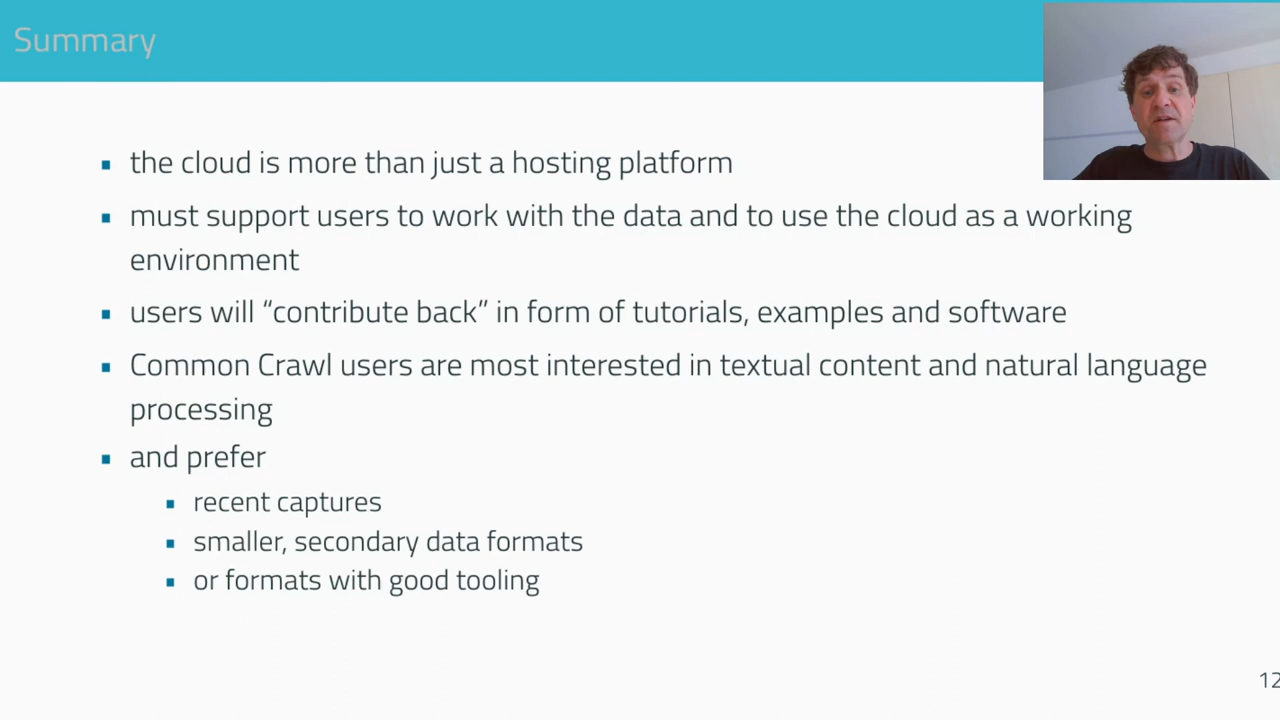 Summary
the cloud is more than just a hosting platform
must support users to work with the data and to use the cloud as a working
environment
users will “contribute back” in form of tutorials, examples and software
Common Crawl users are most interested in textual content and natural language
processing
and prefer
recent captures
smaller, secondary data formats
or formats with good tooling
12